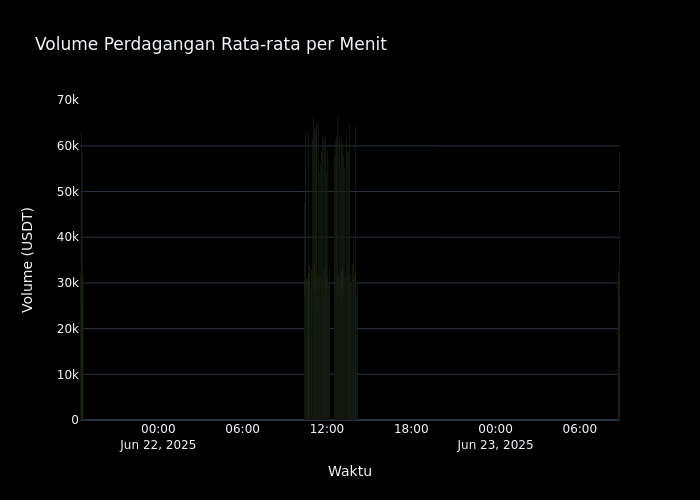 Volume Perdagangan Rata-rata per Menit
70k
60k
50k
40k
30k
20k
10k
0
Volume (USDT)
00:00 06:00 12:00 18:00 00:00 06:00
Jun 22, 2025 Jun 23, 2025
Waktu